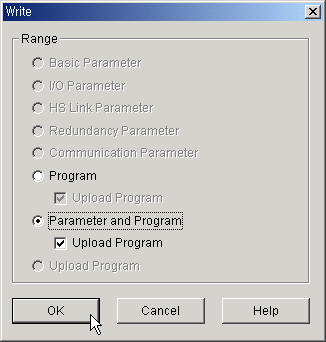 Write
Range
Basic Parameter
I/O Parameter
HS Link Parameter
Redundancy Parameter
Communication Parameter
Program
Upload Program
Parameter and Program
Upload Program
Upload Program
OK Cancel Help